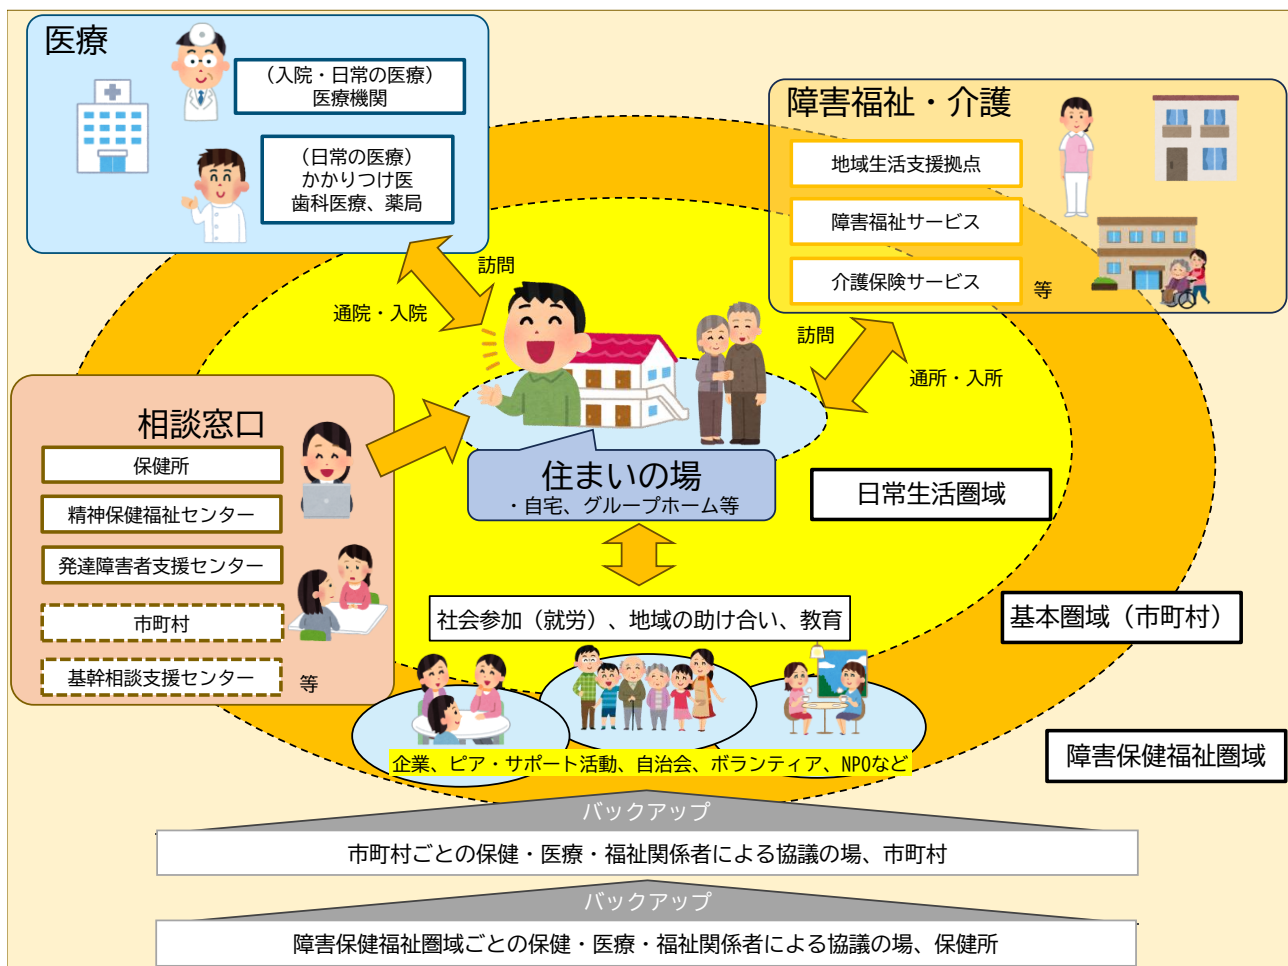 医療
（入院・日常の医療）
医療機関
（日常の医療）
かかりつけ医
歯科医療、薬局
障害福祉・介護
地域生活支援拠点
障害福祉サービス
介護保険サービス
等
訪問
通院・入院
訪問
通所・入所
相談窓口
保健所
精神保健福祉センター
発達障害者支援センター
市町村
基幹相談支援センター
等
住まいの場
・自宅、グループホーム等
日常生活圏域
社会参加（就労）、地域の助け合い、教育
基本圏域（市町村）
障害保健福祉圏域
企業、ピア・サポート活動、自治会、ボランティア、NPOなど
バックアップ
市町村ごとの保健・医療・福祉関係者による協議の場、市町村
バックアップ
障害保健福祉圏域ごとの保健・医療・福祉関係者による協議の場、保健所